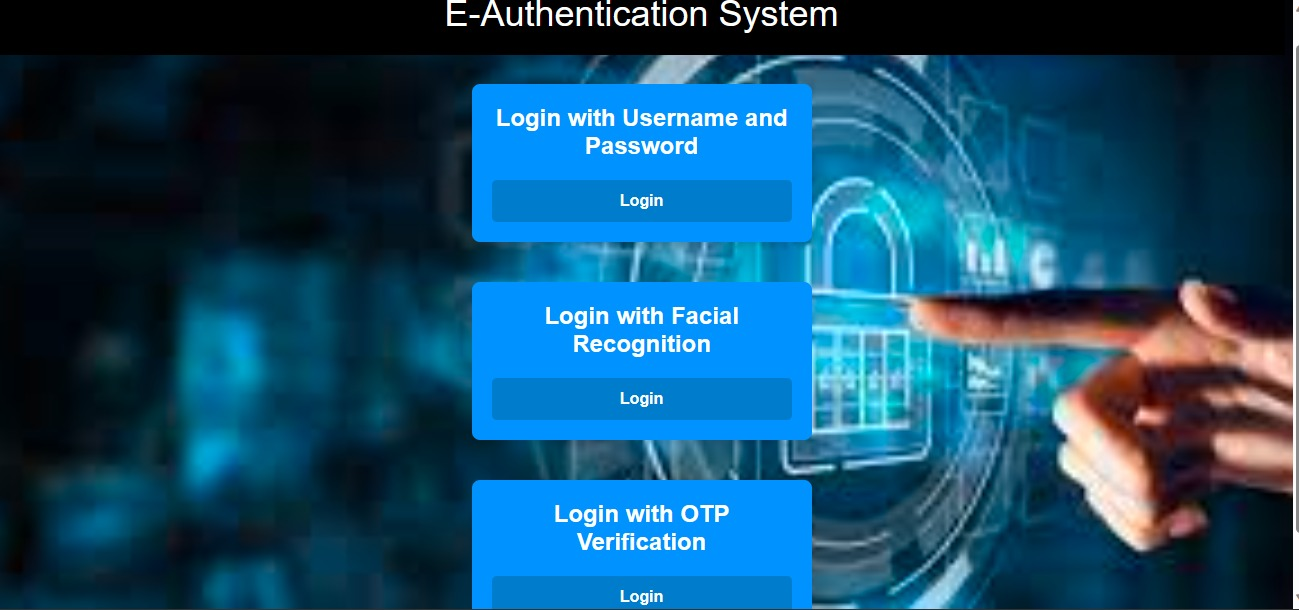 E-Authentication System
Login with Username and
Password
Login
Login with Facial
Recognition
Login
Login with OTP
Verification
Login